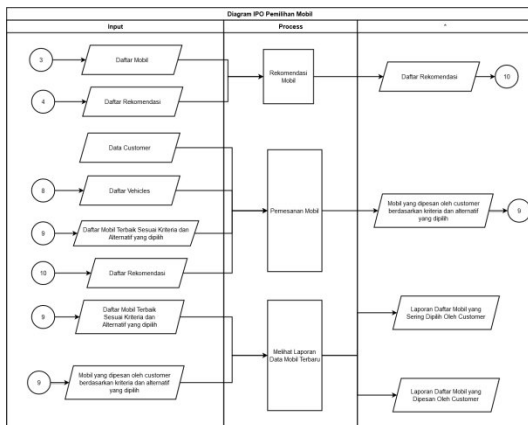 Diagram IPO Pemilihan Mobil
Input
Process
3
Daftar Mobil
Rekomendasi
Mobil
Daftar Rekomendasi
10
4
Daftar Rekomendasi
Data Customer
8
Daftar Vehicles
Pemesanan Mobil
Mobil yang dipesan oleh customer
berdasarkan kriteria dan alternatif
yang dipilih
9
9
Daftar Mobil Terbaik Sesuai Kriteria dan
Alternatif yang dipilih
10
Daftar Rekomendasi
9
Daftar Mobil Terbaik
Sesuai Kriteria dan
Alternatif yang dipilih
Melihat Laporan
Data Mobil Terbaru
Laporan Daftar Mobil yang
Sering Dipilih Oleh Customer
9
Mobil yang dipesan oleh customer
berdasarkan kriteria dan alternatif
yang dipilih
Laporan Daftar Mobil yang
Dipesan Oleh Customer